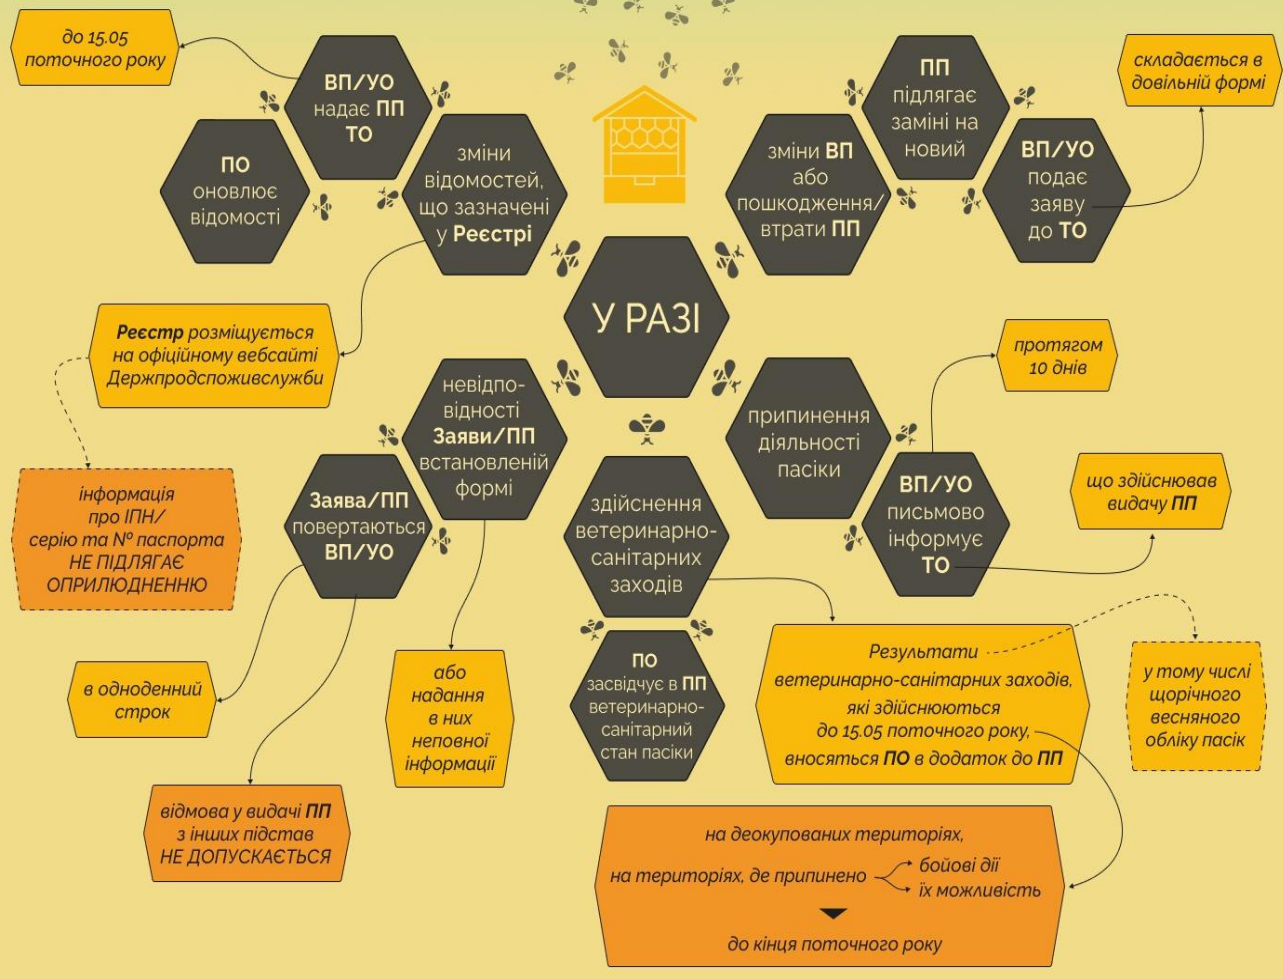 до 15.05
поточного року
ВП/УО
надає ПП
ТО
ПО
оновлює
відомості
зміни
відомостей,
що зазначені
у Реєстрі
Реєстр розміщується
на офіційному вебсайті
Держпродспоживслужби
інформація
про ІПН/
серію та № паспорта
НЕ ПІДЛЯГАЄ
ОПРИЛЮДНЕННЮ
У РАЗІ
зміни ВП
або
пошкодження/
втрати ПП
ПП
підлягає
заміні на
новий
ВП/УО
подає
заяву
до ТО
складається в
довільній формі
невідпо-
відності
Заяви/ПП
встановленій
формі
Заява/ПП
повертаються
ВП/УО
в одноденний
строк
відмова у видачі ПП
з інших підстав
НЕ ДОПУСКАЄТЬСЯ
або
надання
в них
неповної
інформації
здійснення
ветеринарно-
санітарних
заходів
ПО
засвідчує в ПП
ветеринарно-
санітарний
стан пасіки
припинення
діяльності
пасіки
ВП/УО
письмово
інформує
ТО
протягом
10 днів
що здійснював
видачу ПП
Результати
ветеринарно-санітарних заходів,
які здійснюються
до 15.05 поточного року,
вносяться ПО в додаток до ПП
у тому числі
щорічного
весняного
обліку пасік
на деокупованих територіях,
на територіях, де припинено
бойові дії
їх можливість
до кінця поточного року